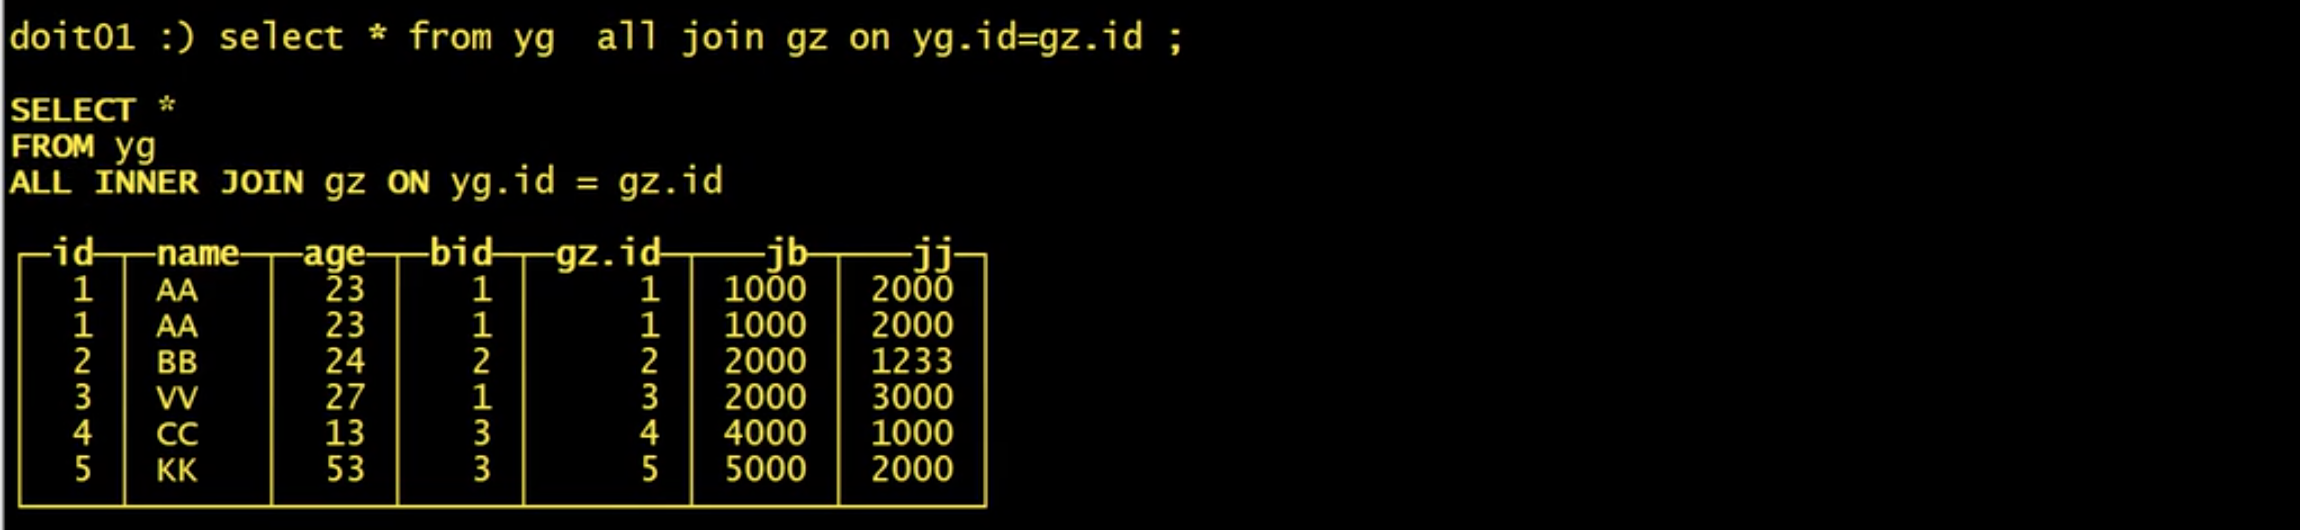 doit01 :) select * from yg  all join gz on yg.id=gz.id ;
SELECT *
FROM yg
ALL INNER JOIN gz ON yg.id = gz.id
id name age bid gz.id jb jj
1 AA 23 1 1 1000 2000
1 AA 23 1 1 1000 2000
2 BB 24 2 2 2000 1233
3 VV 27 1 3 2000 3000
4 CC 13 3 4 4000 1000
5 KK 53 3 5 5000 2000